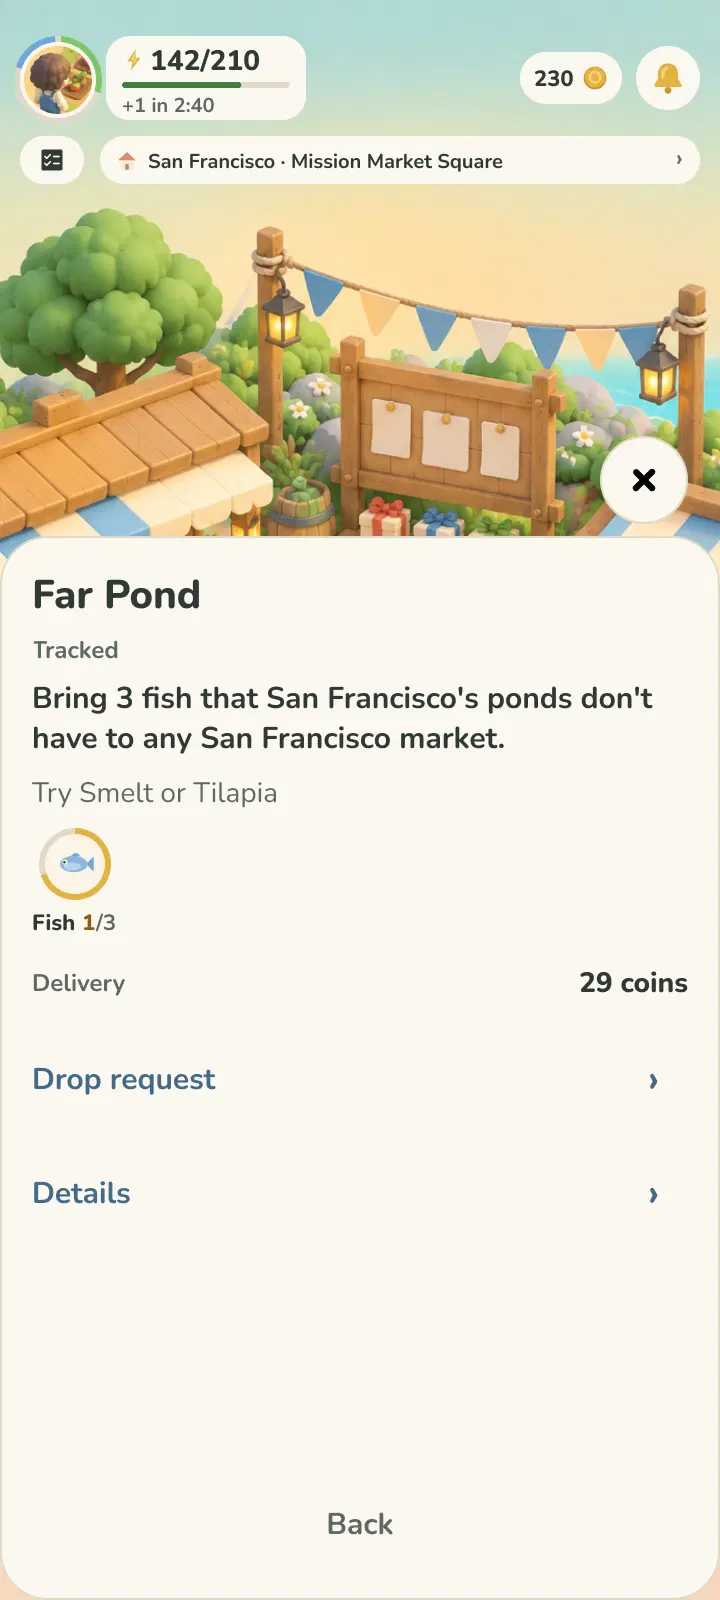 142/210
+1 in 2:40
230
San Francisco · Mission Market Square
Far Pond
Tracked
Bring 3 fish that San Francisco's ponds don't
have to any San Francisco market.
Try Smelt or Tilapia
Fish 1/3
Delivery 29 coins
Drop request
Details
Back